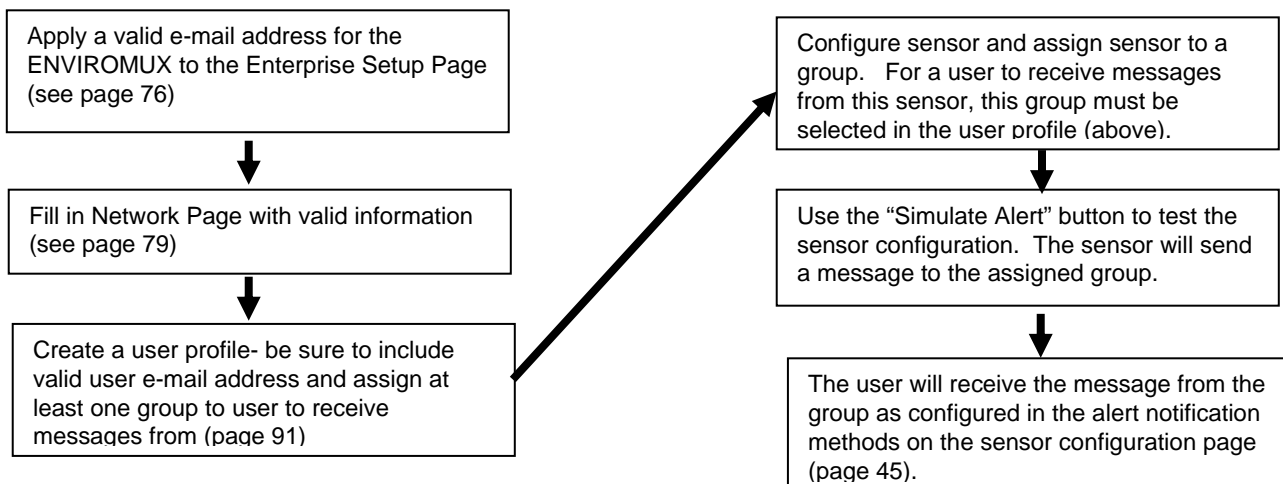 Apply a valid e-mail address for the
ENVIROMUX to the Enterprise Setup Page
(see page 76)
Fill in Network Page with valid information
(see page 79)
Create a user profile- be sure to include
valid user e-mail address and assign at
least one group to user to receive
messages from (page 91)
Configure sensor and assign sensor to a
group.   For a user to receive messages
from this sensor, this group must be
selected in the user profile (above).
Use the “Simulate Alert” button to test the
sensor configuration.  The sensor will send
a message to the assigned group.
The user will receive the message from the
group as configured in the alert notification
methods on the sensor configuration page
(page 45).